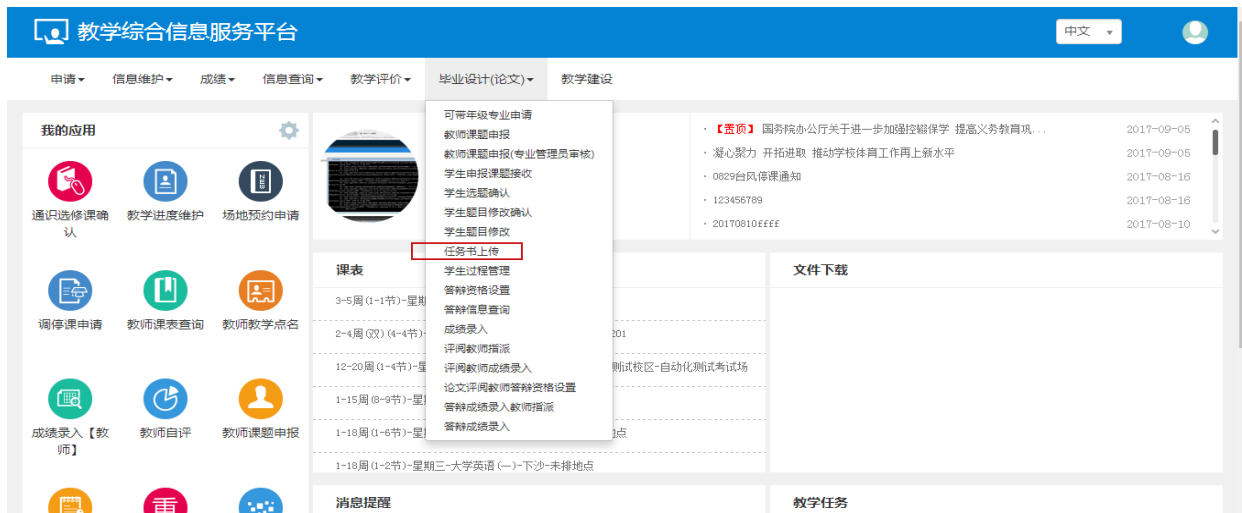 教学综合信息服务平台
中文
申请 信息维护 成绩 信息查询 教学评价 毕业设计(论文) 教学建设
我的应用
通识选修课确认
教学进度维护
场地预约申请
调停课申请
教师课表查询
教师教学点名
成绩录入【教师】
教师自评
教师课题申报
重
可带年级专业申请
教师课题申报
教师课题申报(专业管理员审核)
学生申报课题接收
学生选题确认
学生题目修改确认
学生题目修改
任务书上传
学生过程管理
答辩资格设置
答辩信息查询
成绩录入
评阅教师指派
评阅教师成绩录入
论文评阅教师答辩资格设置
答辩成绩录入教师指派
答辩成绩录入
· 【置顶】 国务院办公厅关于进一步加强控辍保学 提高义务教育巩... 2017-09-05
· 凝心聚力 开拓进取 推动学校体育工作再上新水平 2017-09-05
· 0829台风停课通知 2017-08-16
· 123456789 2017-08-16
· 20170810ffff 2017-08-10
课表
3-5周(1-1节)-星期
2-4周(双)(4-4节)- 201
12-20周(1-4节)-星 测试校区-自动化测试考试场
1-15周(8-9节)-星
1-18周(1-6节)-星 地点
1-18周(1-2节)-星期三-大学英语(一)-下沙-未排地点
文件下载
消息提醒
教学任务